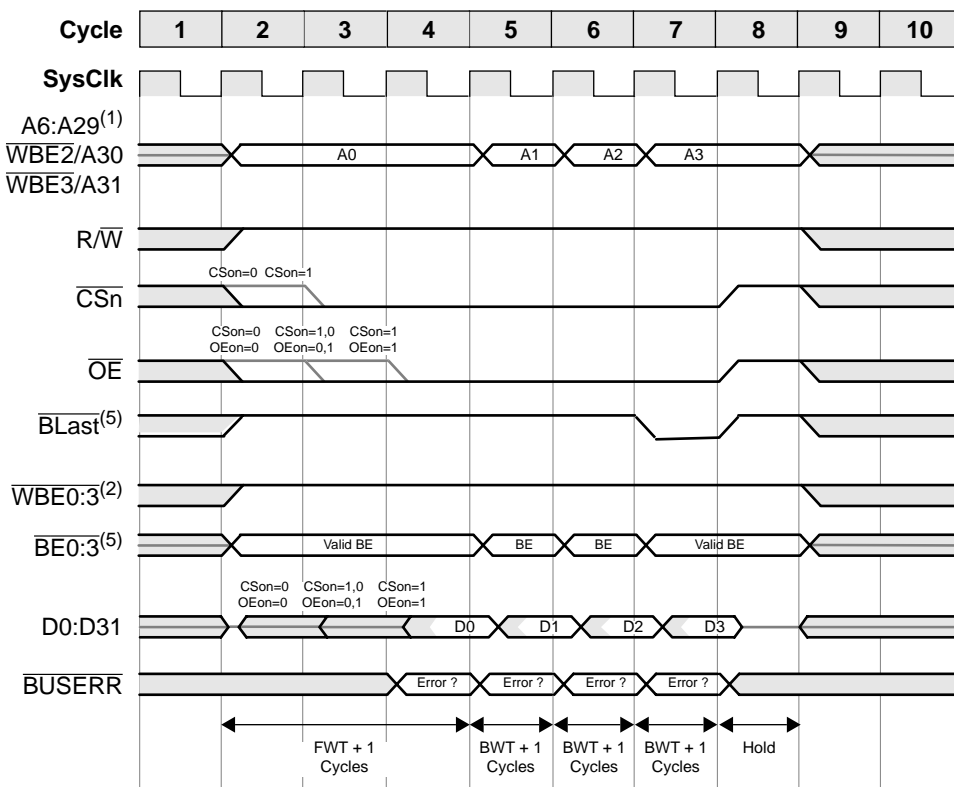 Cycle 1 2 3 4 5 6 7 8 9 10
SysClk
A6:A29(1)
WBE2/A30 A0 A1 A2 A3
WBE3/A31
R/W
CSon=0 CSon=1
CSn
CSon=0 CSon=1,0 CSon=1
OEon=0 OEon=0,1 OEon=1
OE
BLast(5)
WBE0:3(2)
BE0:3(5) Valid BE BE BE Valid BE
CSon=0 CSon=1,0 CSon=1
OEon=0 OEon=0,1 OEon=1
D0:D31 D0 D1 D2 D3
BUSERR Error ? Error ? Error ? Error ?
FWT + 1 BWT + 1 BWT + 1 BWT + 1 Hold
Cycles Cycles Cycles Cycles